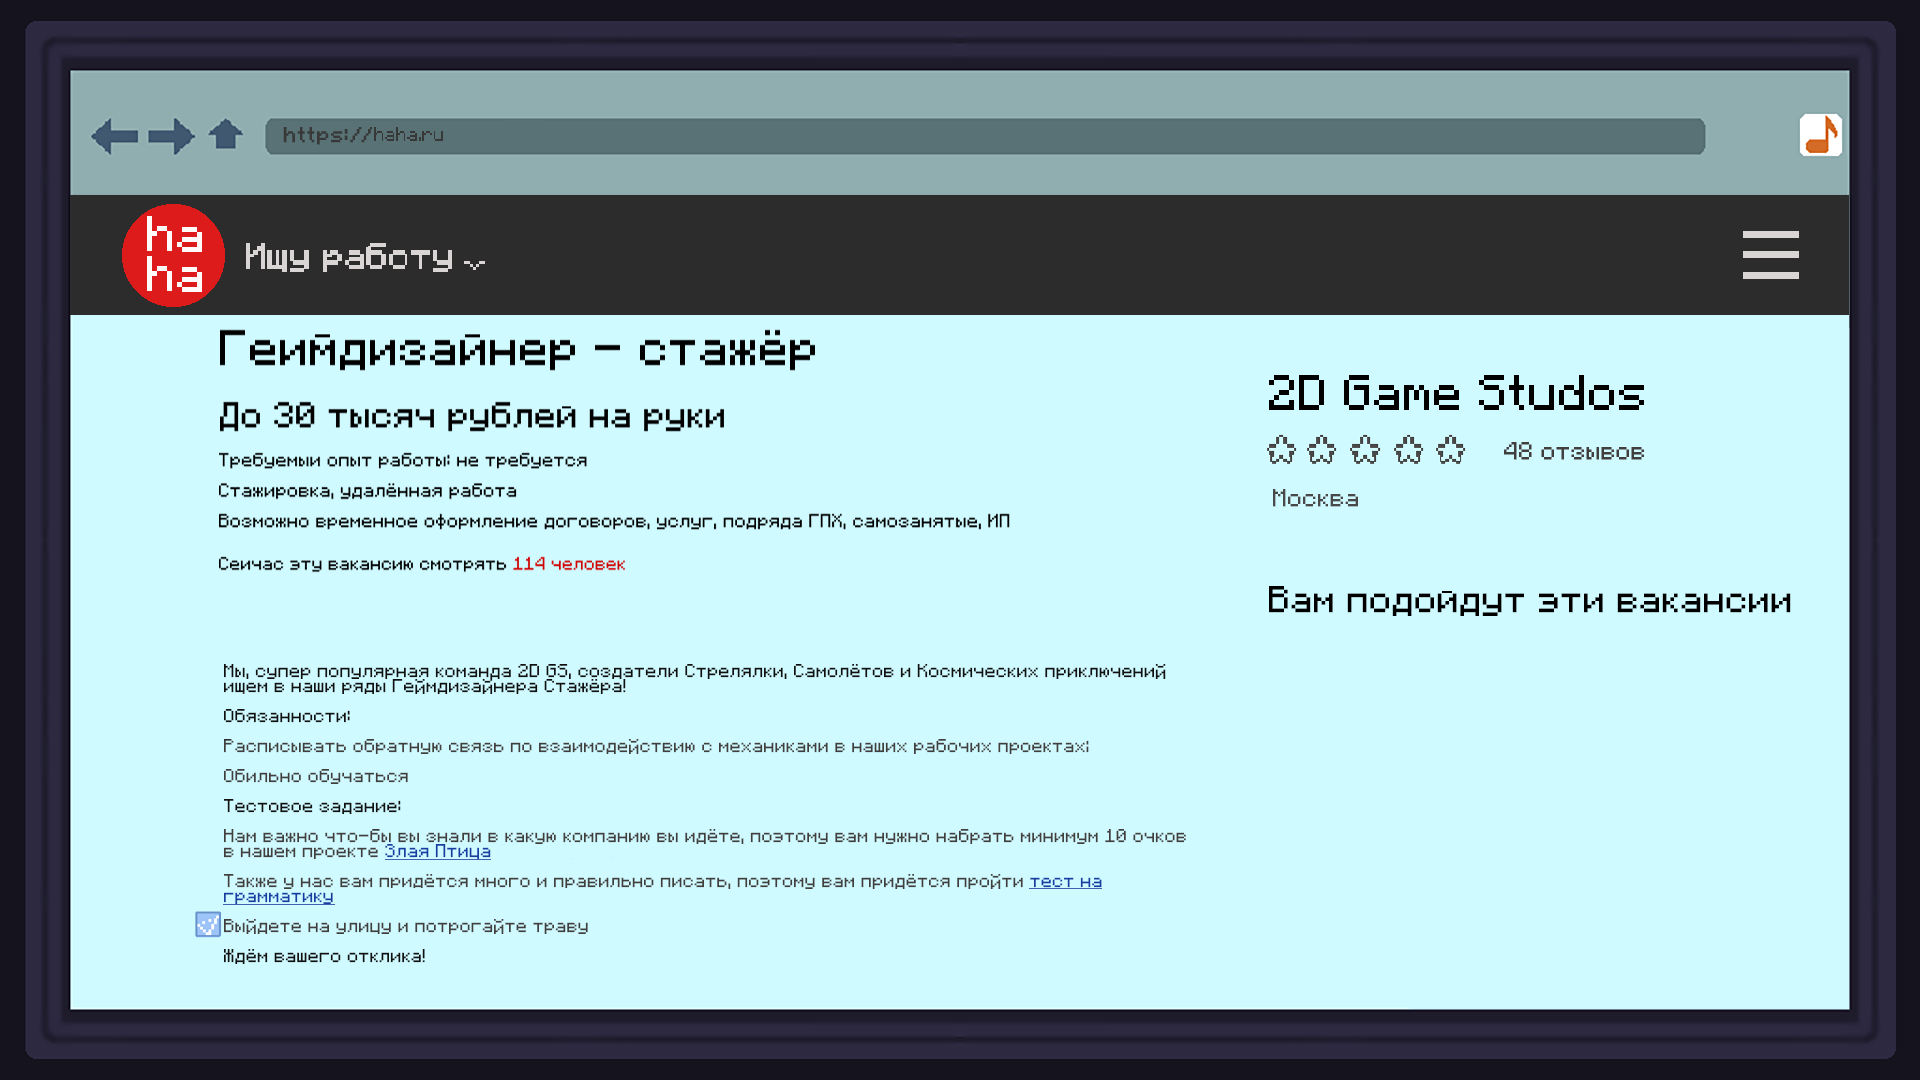 https://haha.ru
ha
ha
Ищу работу
Геиймдизайнер - стажёр
До 30 тысяч рублей на руки
Требуемыи опыт работы: не требуется
Стажировка, удалённая работа
Возможно временное оформление договоров, услуг, подряда ГПХ, самозанятые, ИП
Сеичас эту вакансию смотрять 114 человек
2D Game Studos
48 отзывов
Москва
Вам подойдут эти вакансии
Мы, супер популярная команда 2D GS, создатели Стрелялки, Самолётов и Космических приключений
ищем в наши ряды Геймдизайнера Стажёра!
Обязанности:
Расписывать обратную связь по взаимодействию с механиками в наших рабочих проектах;
Обильно обучаться
Тестовое задание:
Нам важно что-бы вы знали в какую компанию вы идёте, поэтому вам нужно набрать минимум 10 очков
в нашем проекте Злая Птица
Также у нас вам придётся много и правильно писать, поэтому вам придётся пройти тест на
грамматику
Выйдете на улицу и потрогайте траву
Ждём вашего отклика!